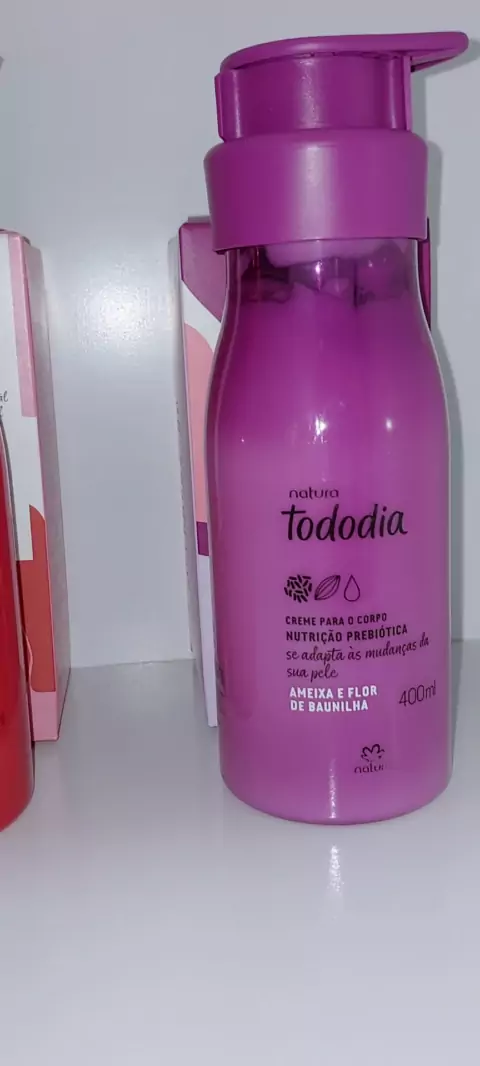 natura
tododia
CREME PARA O CORPO
NUTRIÇÃO PREBIÓTICA
se adapta às mudanças da
sua pele
AMEIXA E FLOR
DE BAUNILHA
400ml
natura